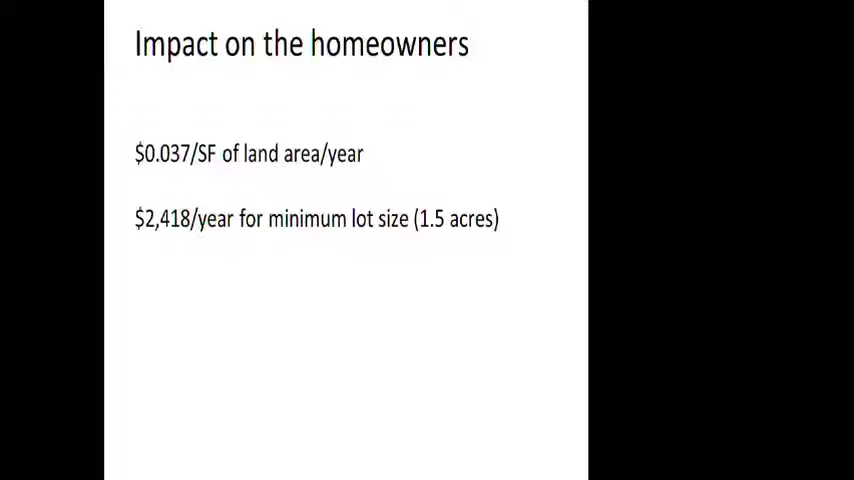 Impact on the homeowners
$0.037/SF of land area/year
$2,418/year for minimum lot size (1.5 acres)